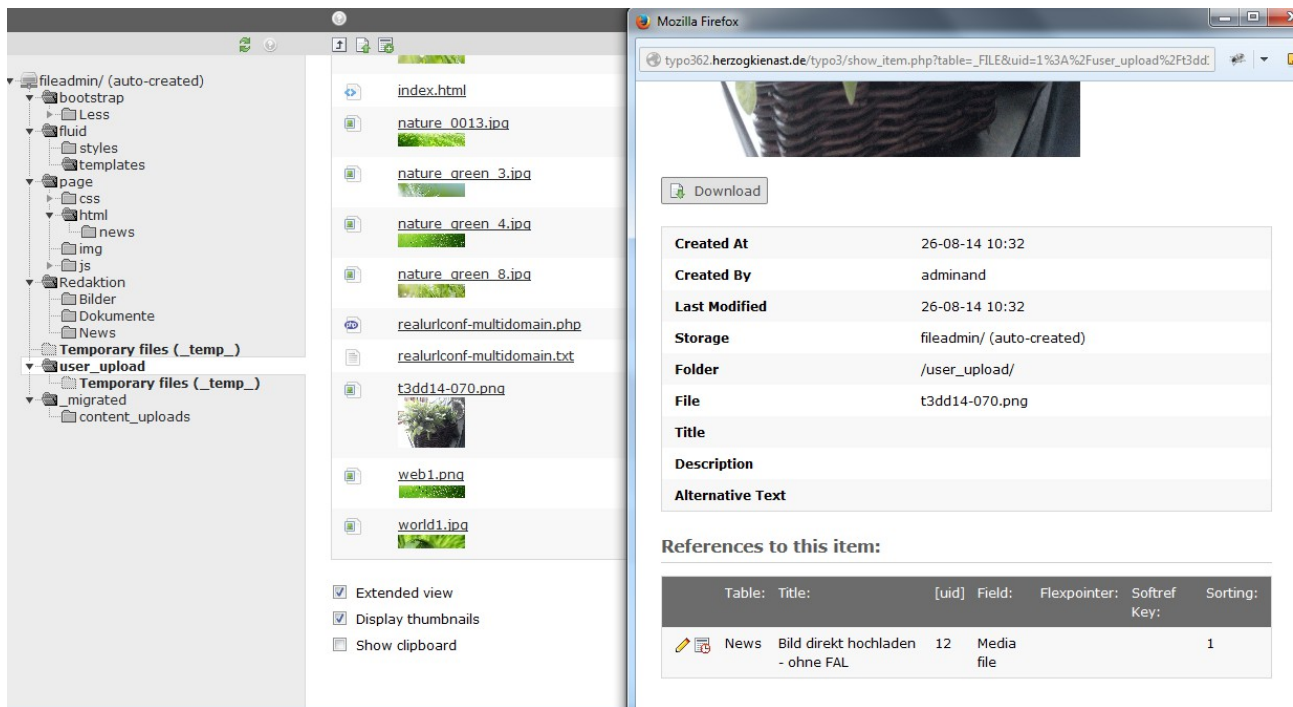 fileadmin/ (auto-created)
bootstrap
Less
fluid
styles
templates
page
css
html
news
img
js
Redaktion
Bilder
Dokumente
News
Temporary files (_temp_)
user_upload
Temporary files (_temp_)
_migrated
content_uploads
index.html
nature_0013.jpg
nature_green_3.jpg
nature_green_4.jpg
nature_green_8.jpg
realurlconf-multidomain.php
realurlconf-multidomain.txt
t3dd14-070.png
web1.png
world1.jpg
Extended view
Display thumbnails
Show clipboard
Mozilla Firefox
typo362.herzogkienast.de/typo3/show_item.php?table=_FILE&uid=1%3A%2Fuser_upload%2Ft3dd
Download
Created At 26-08-14 10:32
Created By adminand
Last Modified 26-08-14 10:32
Storage fileadmin/ (auto-created)
Folder /user_upload/
File t3dd14-070.png
Title
Description
Alternative Text
References to this item:
Table: Title: [uid] Field: Flexpointer: Softref Sorting:
Key:
News Bild direkt hochladen 12 Media 1
- ohne FAL file